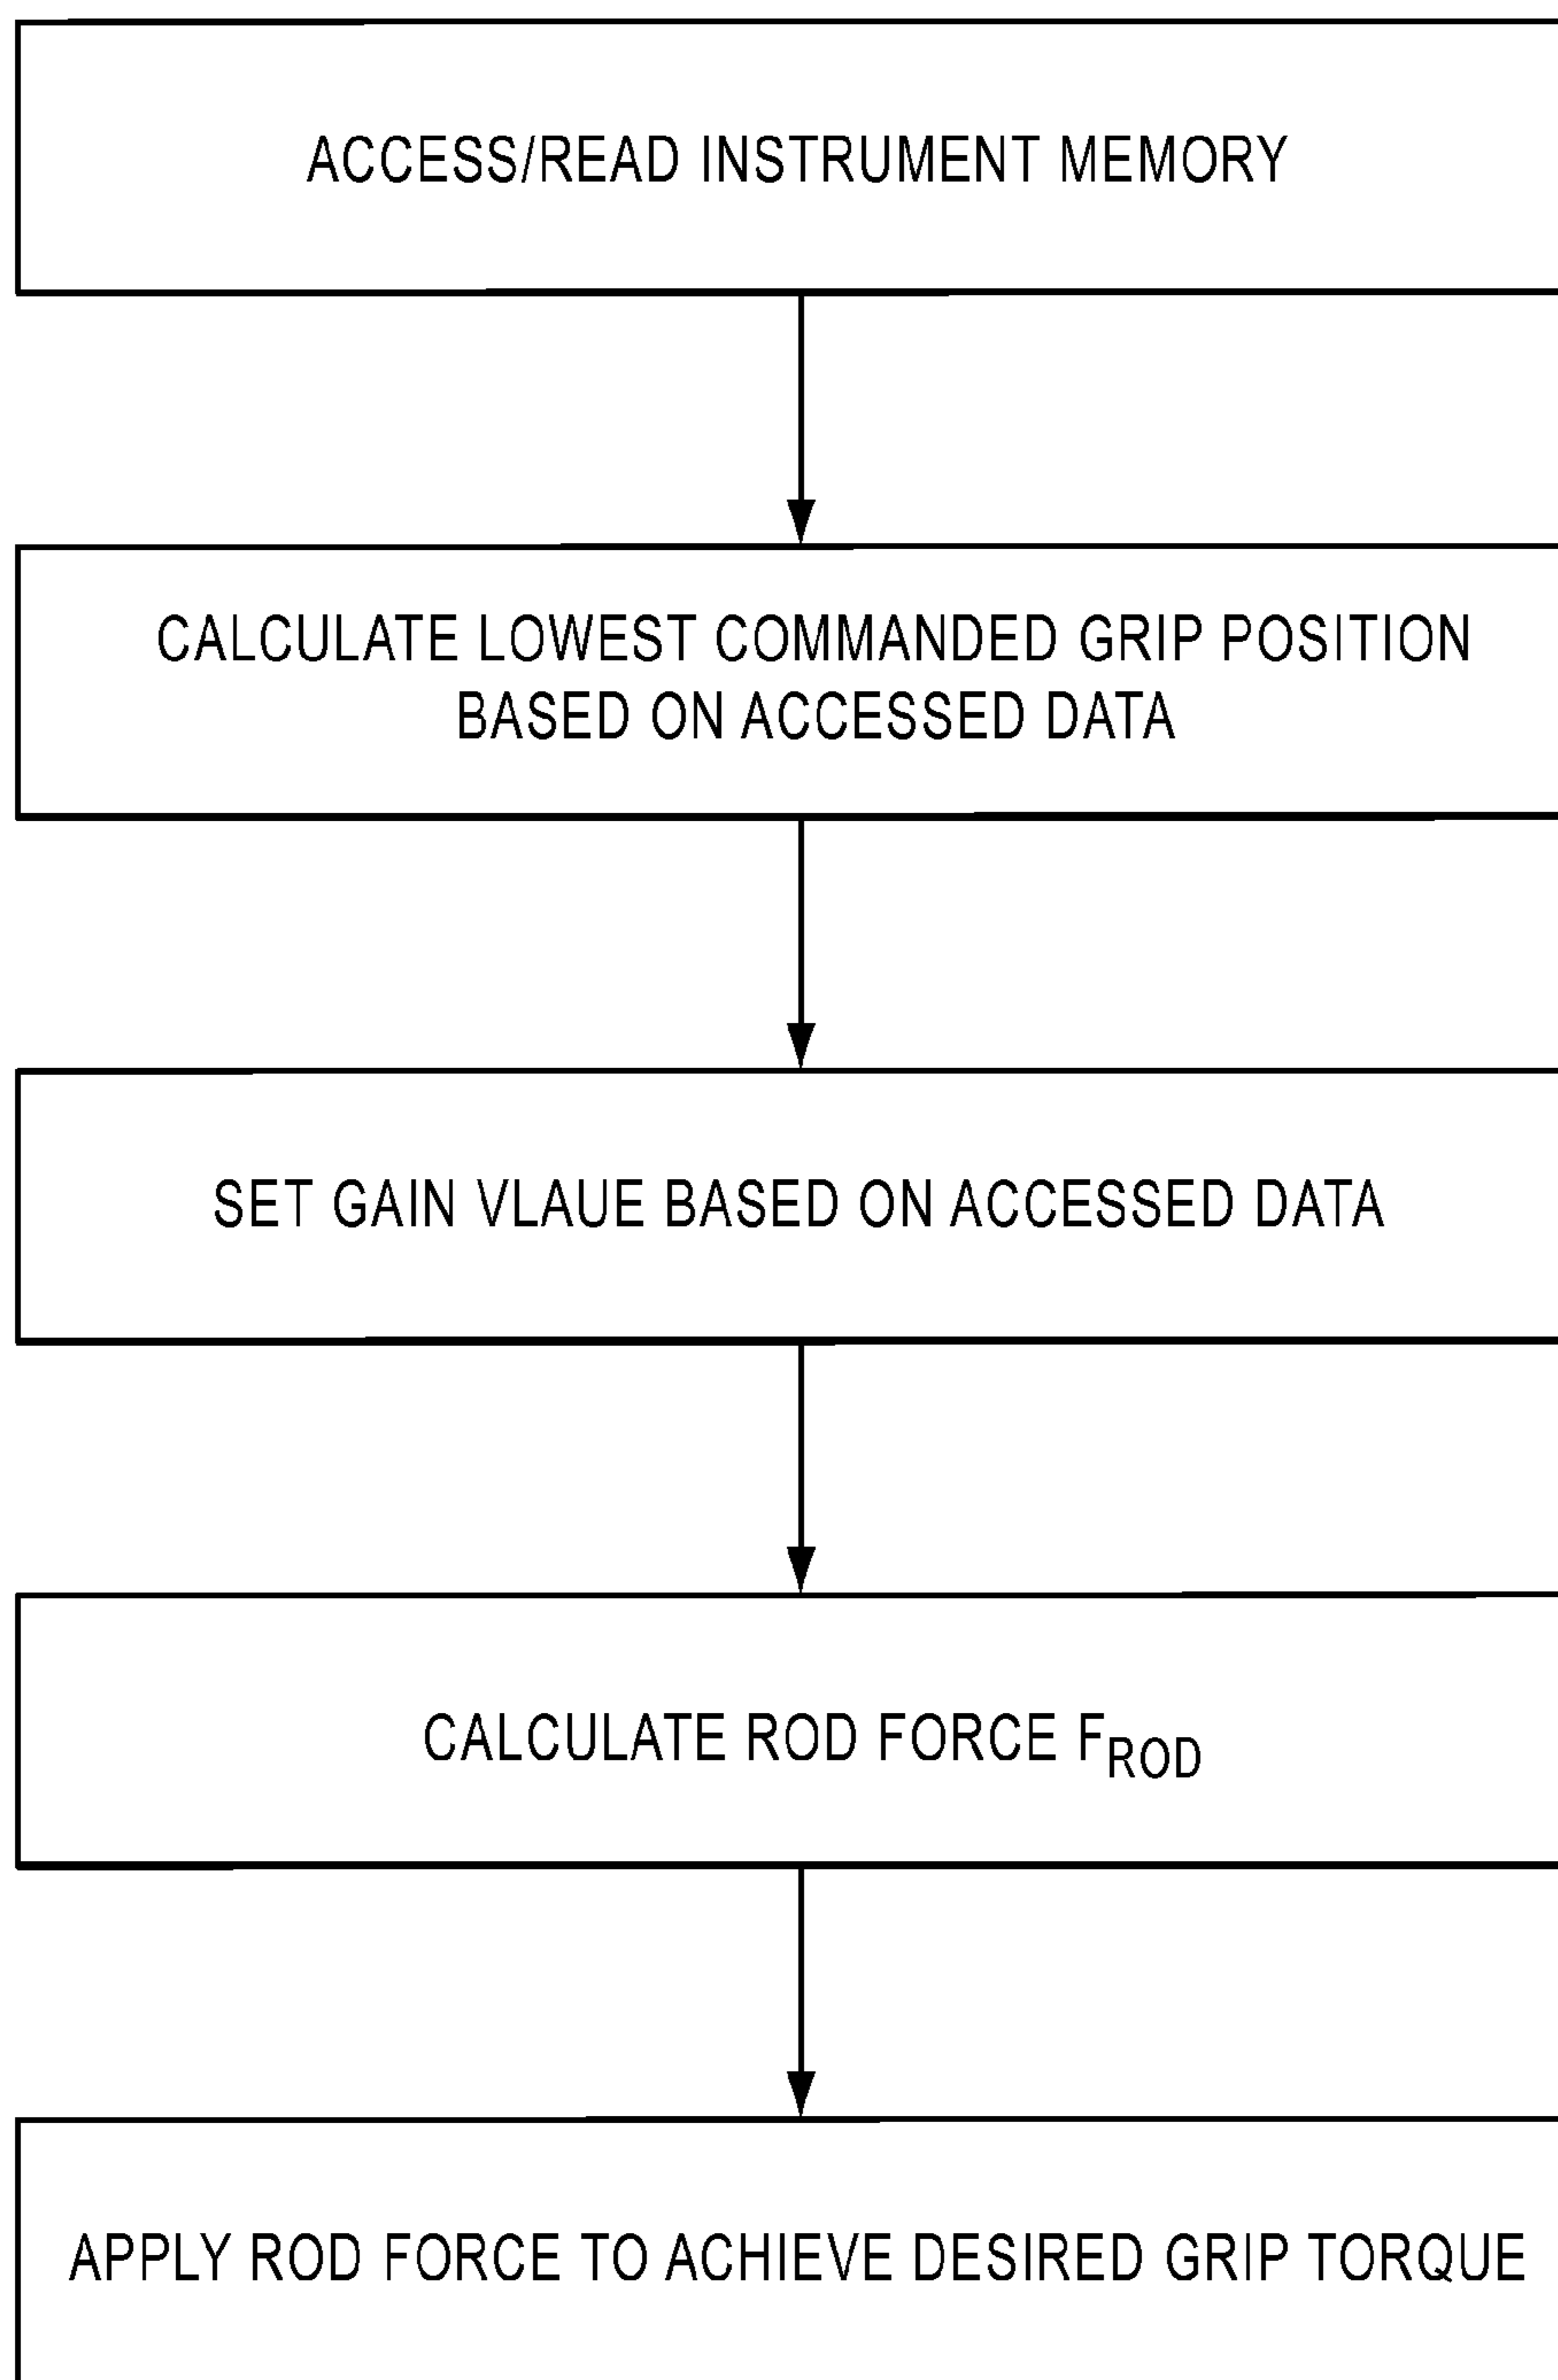 ACCESS/READ INSTRUMENT MEMORY
CALCULATE LOWEST COMMANDED GRIP POSITION
BASED ON ACCESSED DATA
SET GAIN VLAUE BASED ON ACCESSED DATA
CALCULATE ROD FORCE F_ROD
APPLY ROD FORCE TO ACHIEVE DESIRED GRIP TORQUE